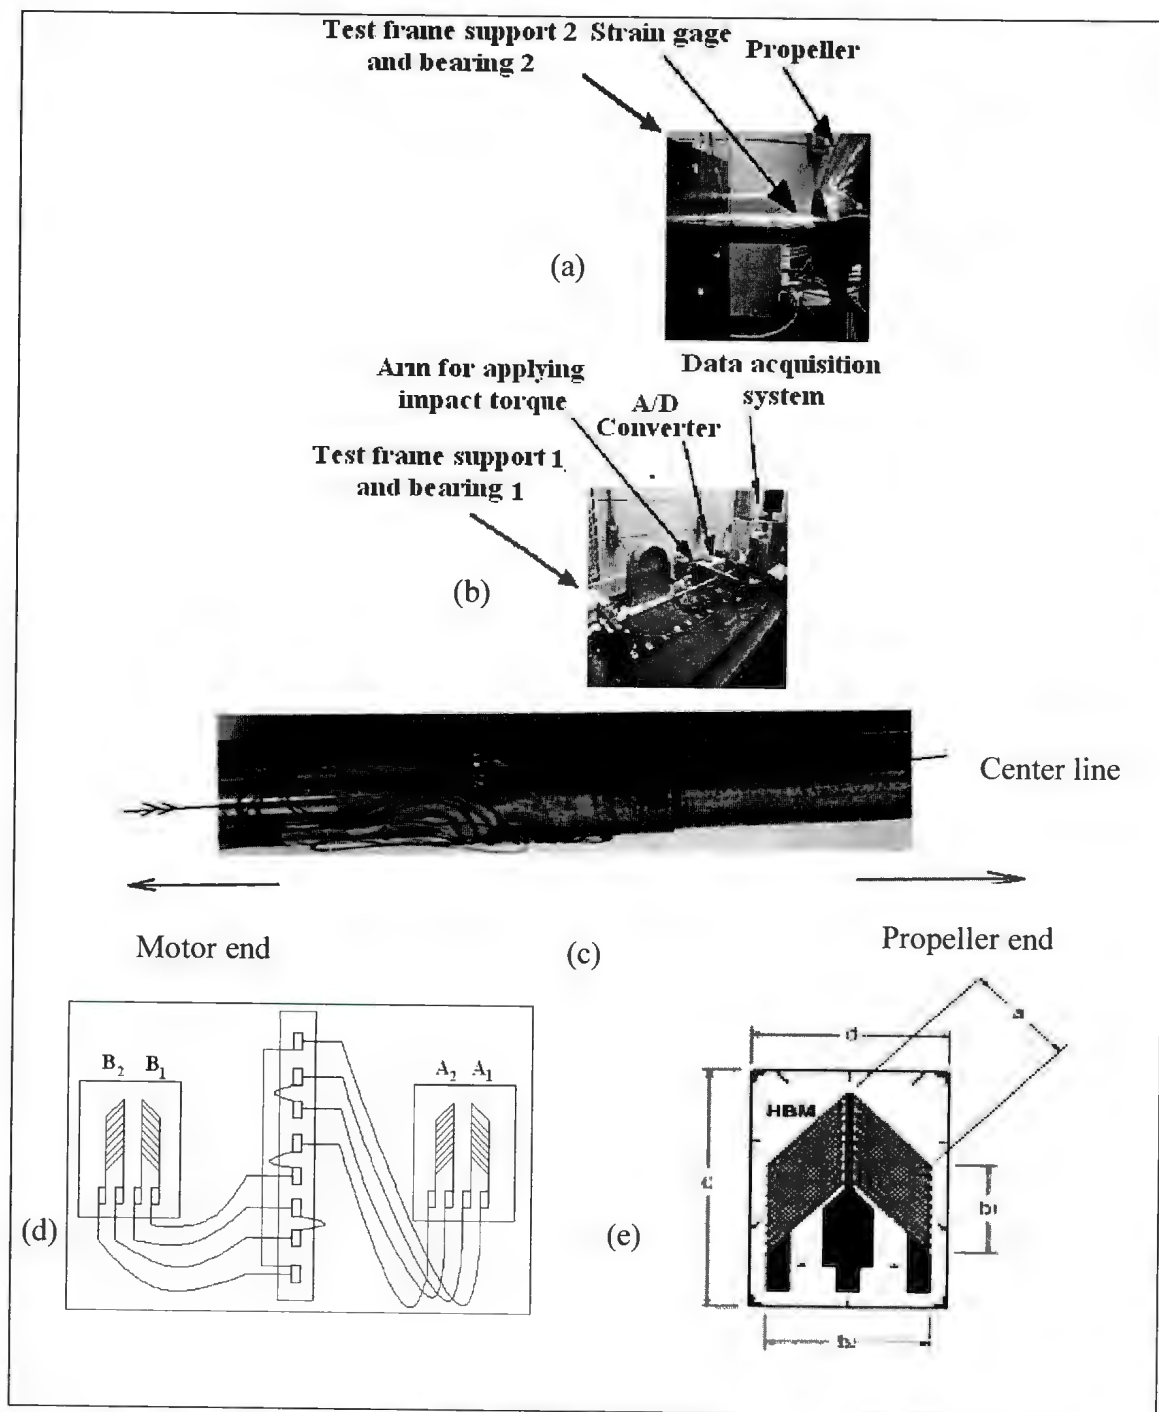 Test frame support 2 Strain gage
and bearing 2
Propeller
(a)
Arm for applying
impact torque
A/D
Converter
Data acquisition
system
Test frame support 1
and bearing 1
(b)
Center line
Motor end
(c)
Propeller end
B2 B1
A2 A1
(d)
a
d
HBM
c
b
(e)
b